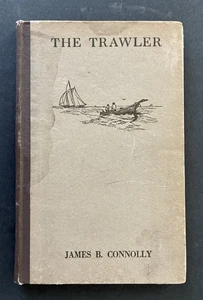 THE TRAWLER
JAMES B. CONNOLLY